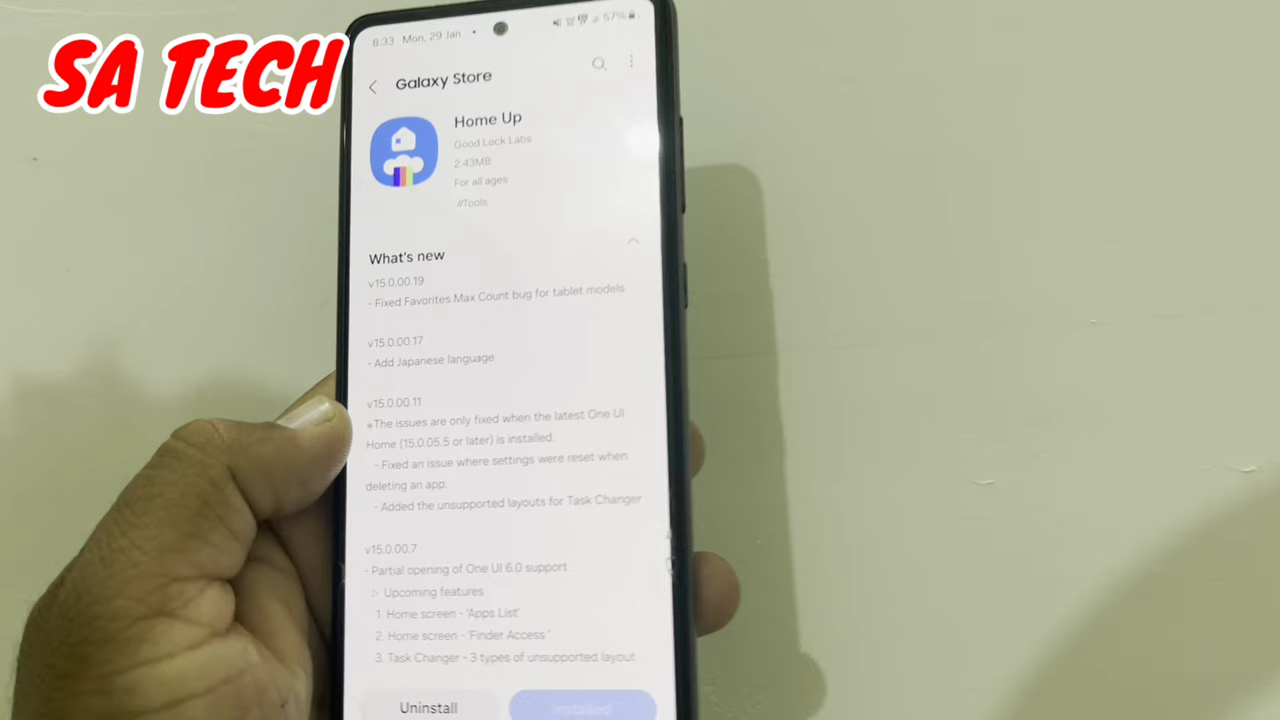 SA TECH
8:33 Mon, 29 Jan • 57%
Galaxy Store
Home Up
Good Lock Labs
2.43MB
For all ages
#Tools
What's new
v15.0.00.19
- Fixed Favorites Max Count bug for tablet models
v15.0.00.17
- Add Japanese language
v15.0.00.11
※The issues are only fixed when the latest One UI
Home (15.0.05.5 or later) is installed.
- Fixed an issue where settings were reset when
deleting an app.
- Added the unsupported layouts for Task Changer
v15.0.00.7
- Partial opening of One UI 6.0 support
▷ Upcoming features
1. Home screen - 'Apps List'
2. Home screen - 'Finder Access '
3. Task Changer - 3 types of unsupported layout
Uninstall
Installed